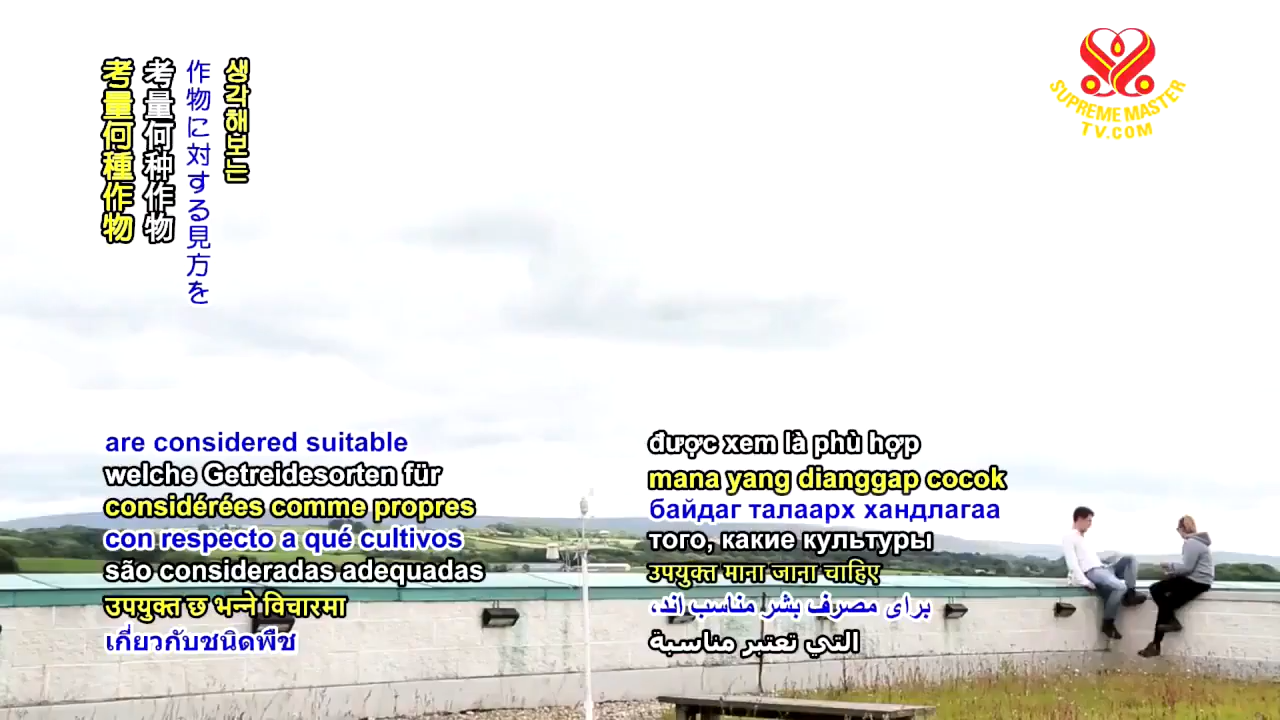 考量何種作物
考量何种作物
作物に対する見方を
생각해보는
SUPREME MASTER
TV.COM
are considered suitable
welche Getreidesorten für
considérées comme propres
con respecto a qué cultivos
são consideradas adequadas
उपयुक्त छ भन्ने विचारमा
เกี่ยวกับชนิดพืช
được xem là phù hợp
mana yang dianggap cocok
байдаг талаарх хандлагаа
того, какие культуры
उपयुक्त माना जाना चाहिए
برای مصرف بشر مناسب اند،
التي تعتبر مناسبة